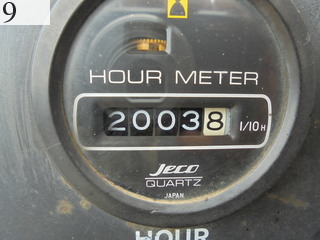 9
HOUR METER
20038 1/10H
Jeco
QUARTZ
JAPAN
HOUR